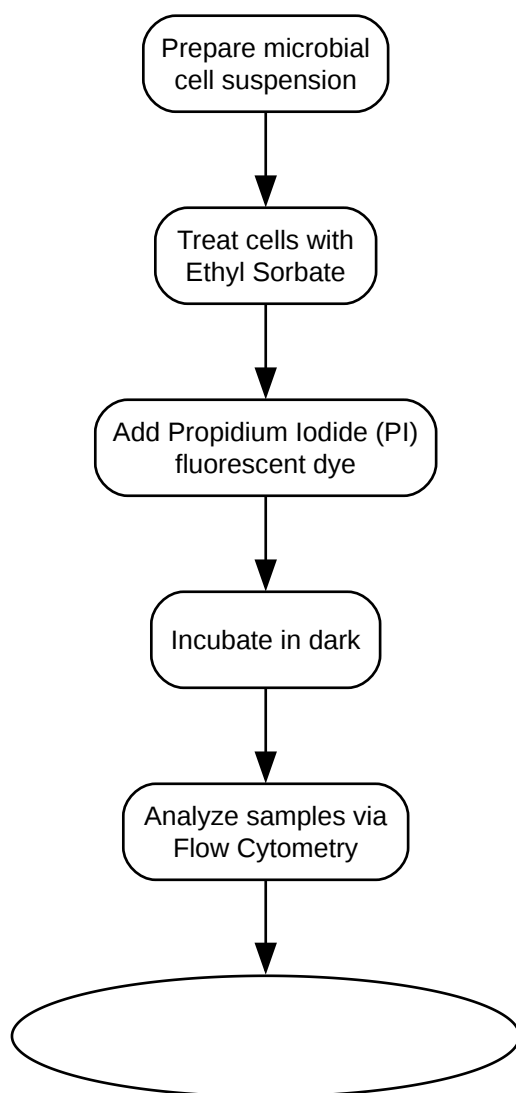 Prepare microbial
cell suspension
Treat cells with
Ethyl Sorbate
Add Propidium Iodide (PI)
fluorescent dye
Incubate in dark
Analyze samples via
Flow Cytometry